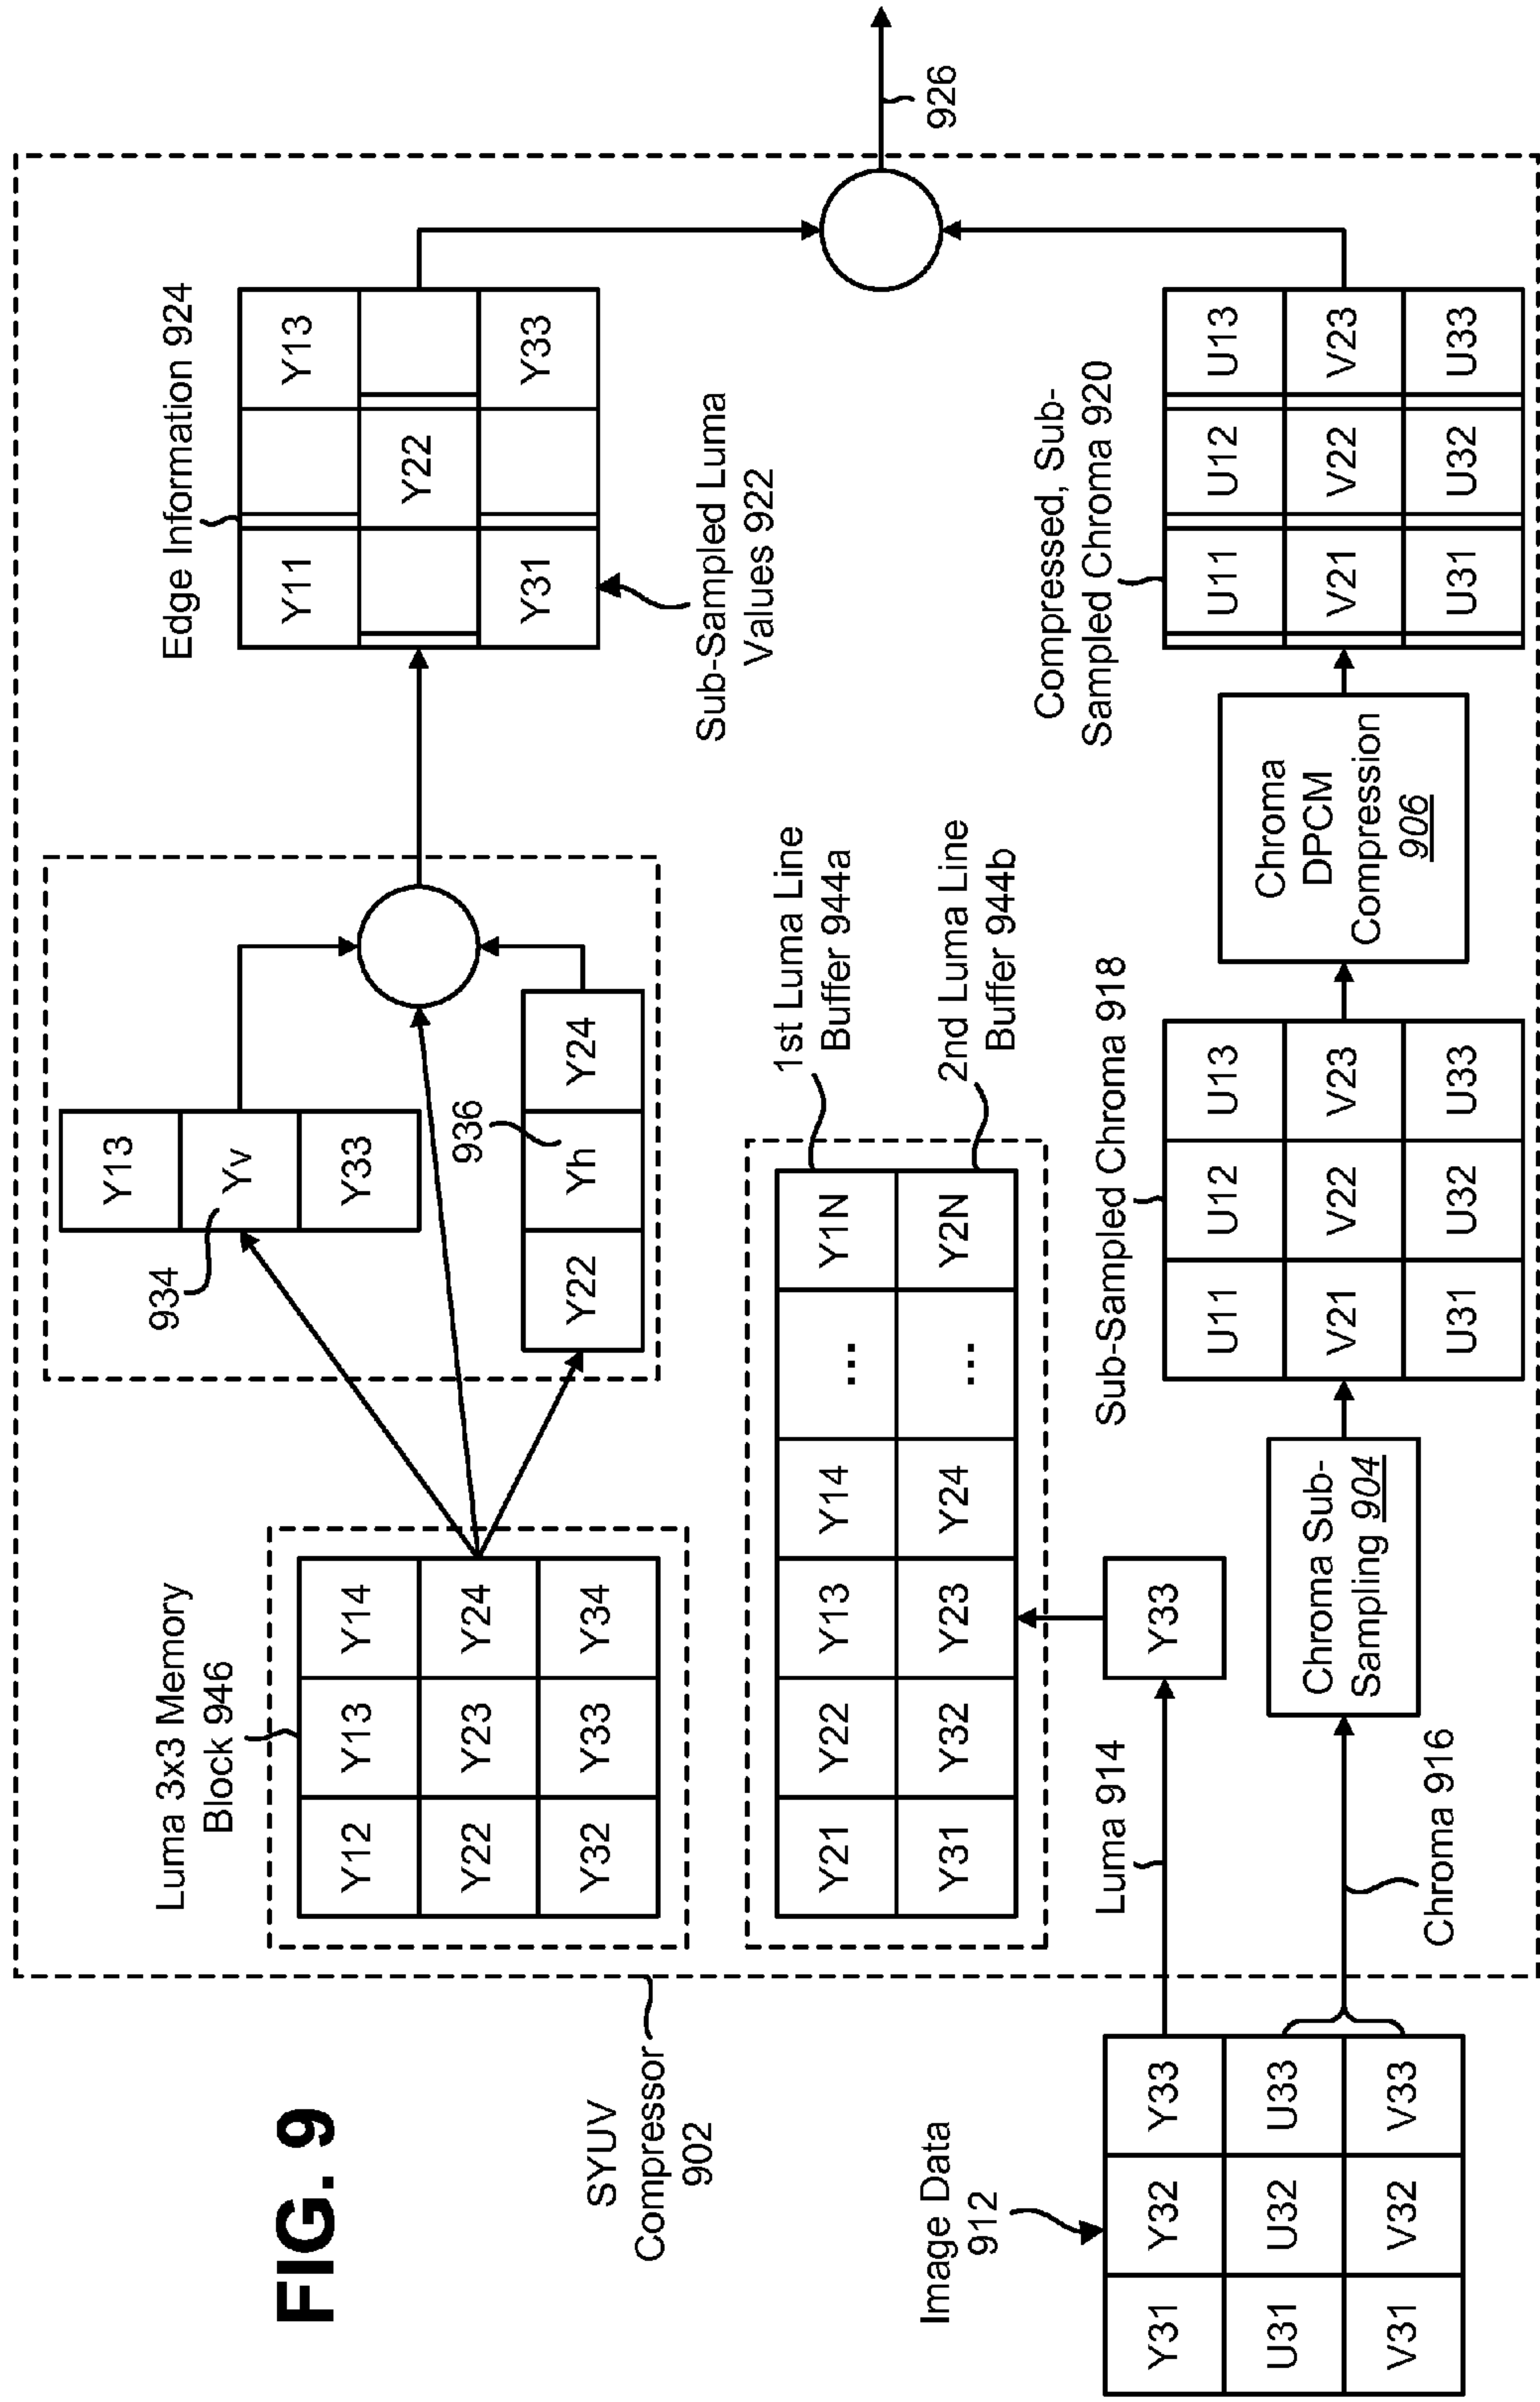 FIG. 9
SYUV
Compressor
902
Image Data
912
Y31 Y32 Y33
U31 U32 U33
V31 V32 V33
Luma 3x3 Memory
Block 946
Y12 Y13 Y14
Y22 Y23 Y24
Y32 Y33 Y34
934
Y13
Yv
Y33
936
Y22 Yh Y24
Edge Information 924
Y11 Y13
Y22
Y31 Y33
Sub-Sampled Luma
Values 922
926
1st Luma Line
Buffer 944a
2nd Luma Line
Buffer 944b
Y21 Y22 Y13 Y14 ... Y1N
Y31 Y32 Y23 Y24 ... Y2N
Luma 914
Y33
Chroma 916
Chroma Sub-
Sampling 904
Sub-Sampled Chroma 918
U11 U12 U13
V21 V22 V23
U31 U32 U33
Chroma
DPCM
Compression
906
Compressed, Sub-
Sampled Chroma 920
U11 U12 U13
V21 V22 V23
U31 U32 U33